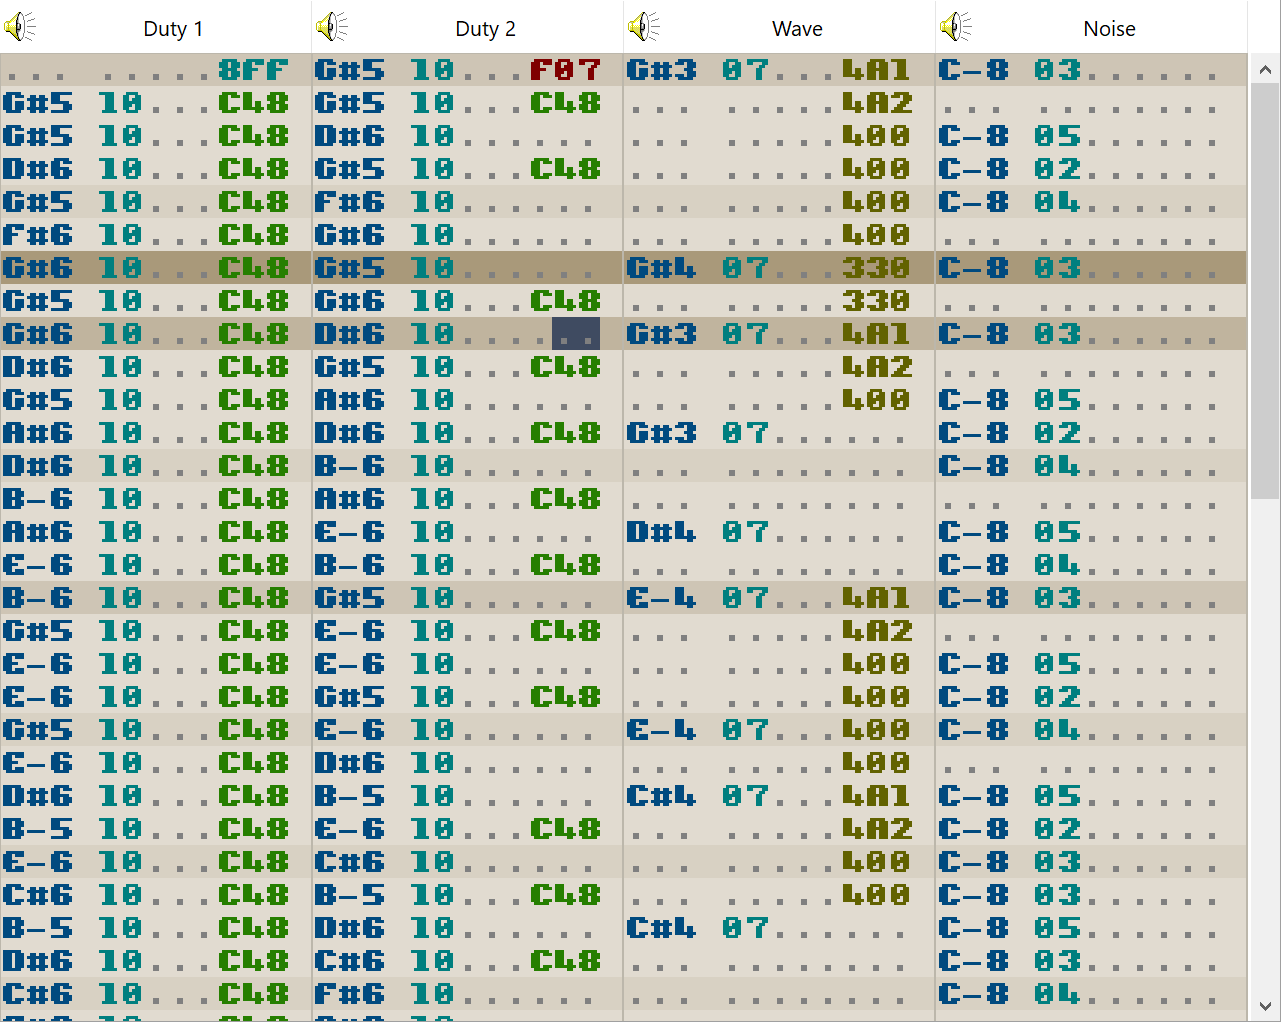 Duty 1 Duty 2 Wave Noise
... .....8FF G#5 10...F07 G#3 07...4A1 C-8 03......
G#5 10...C48 G#5 10...C48 ... .....4A2 ... ........
G#5 10...C48 D#6 10...... ... .....400 C-8 05......
D#6 10...C48 G#5 10...C48 ... .....400 C-8 02......
G#5 10...C48 F#6 10...... ... .....400 C-8 04......
F#6 10...C48 G#6 10...... ... .....400 ... ........
G#6 10...C48 G#5 10...... G#4 07...330 C-8 03......
G#5 10...C48 G#6 10...C48 ... .....330 ... ........
G#6 10...C48 D#6 10...... G#3 07...4A1 C-8 03......
D#6 10...C48 G#5 10...C48 ... .....4A2 ... ........
G#5 10...C48 A#6 10...... ... .....400 C-8 05......
A#6 10...C48 D#6 10...C48 G#3 07...... C-8 02......
D#6 10...C48 B-6 10...... ... ........ C-8 04......
B-6 10...C48 A#6 10...C48 ... ........ ... ........
A#6 10...C48 E-6 10...... D#4 07...... C-8 05......
E-6 10...C48 B-6 10...C48 ... ........ C-8 04......
B-6 10...C48 G#5 10...... E-4 07...4A1 C-8 03......
G#5 10...C48 E-6 10...C48 ... .....4A2 ... ........
E-6 10...C48 E-6 10...... ... .....400 C-8 05......
E-6 10...C48 G#5 10...C48 ... .....400 C-8 02......
G#5 10...C48 E-6 10...... E-4 07...400 C-8 04......
E-6 10...C48 D#6 10...... ... .....400 ... ........
D#6 10...C48 B-5 10...... C#4 07...4A1 C-8 05......
B-5 10...C48 E-6 10...C48 ... .....4A2 C-8 02......
E-6 10...C48 C#6 10...... ... .....400 C-8 03......
C#6 10...C48 B-5 10...C48 ... .....400 C-8 03......
B-5 10...C48 D#6 10...... C#4 07...... C-8 05......
D#6 10...C48 C#6 10...C48 ... ........ C-8 03......
C#6 10...C48 F#6 10...... ... ........ C-8 04......